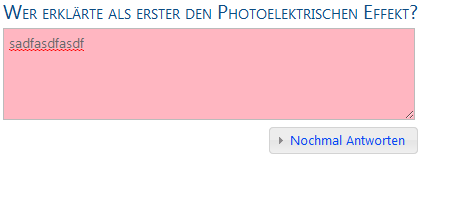 Wer erklärte als erster den Photoelektrischen Effekt?
sadfasdfasdf
Nochmal Antworten